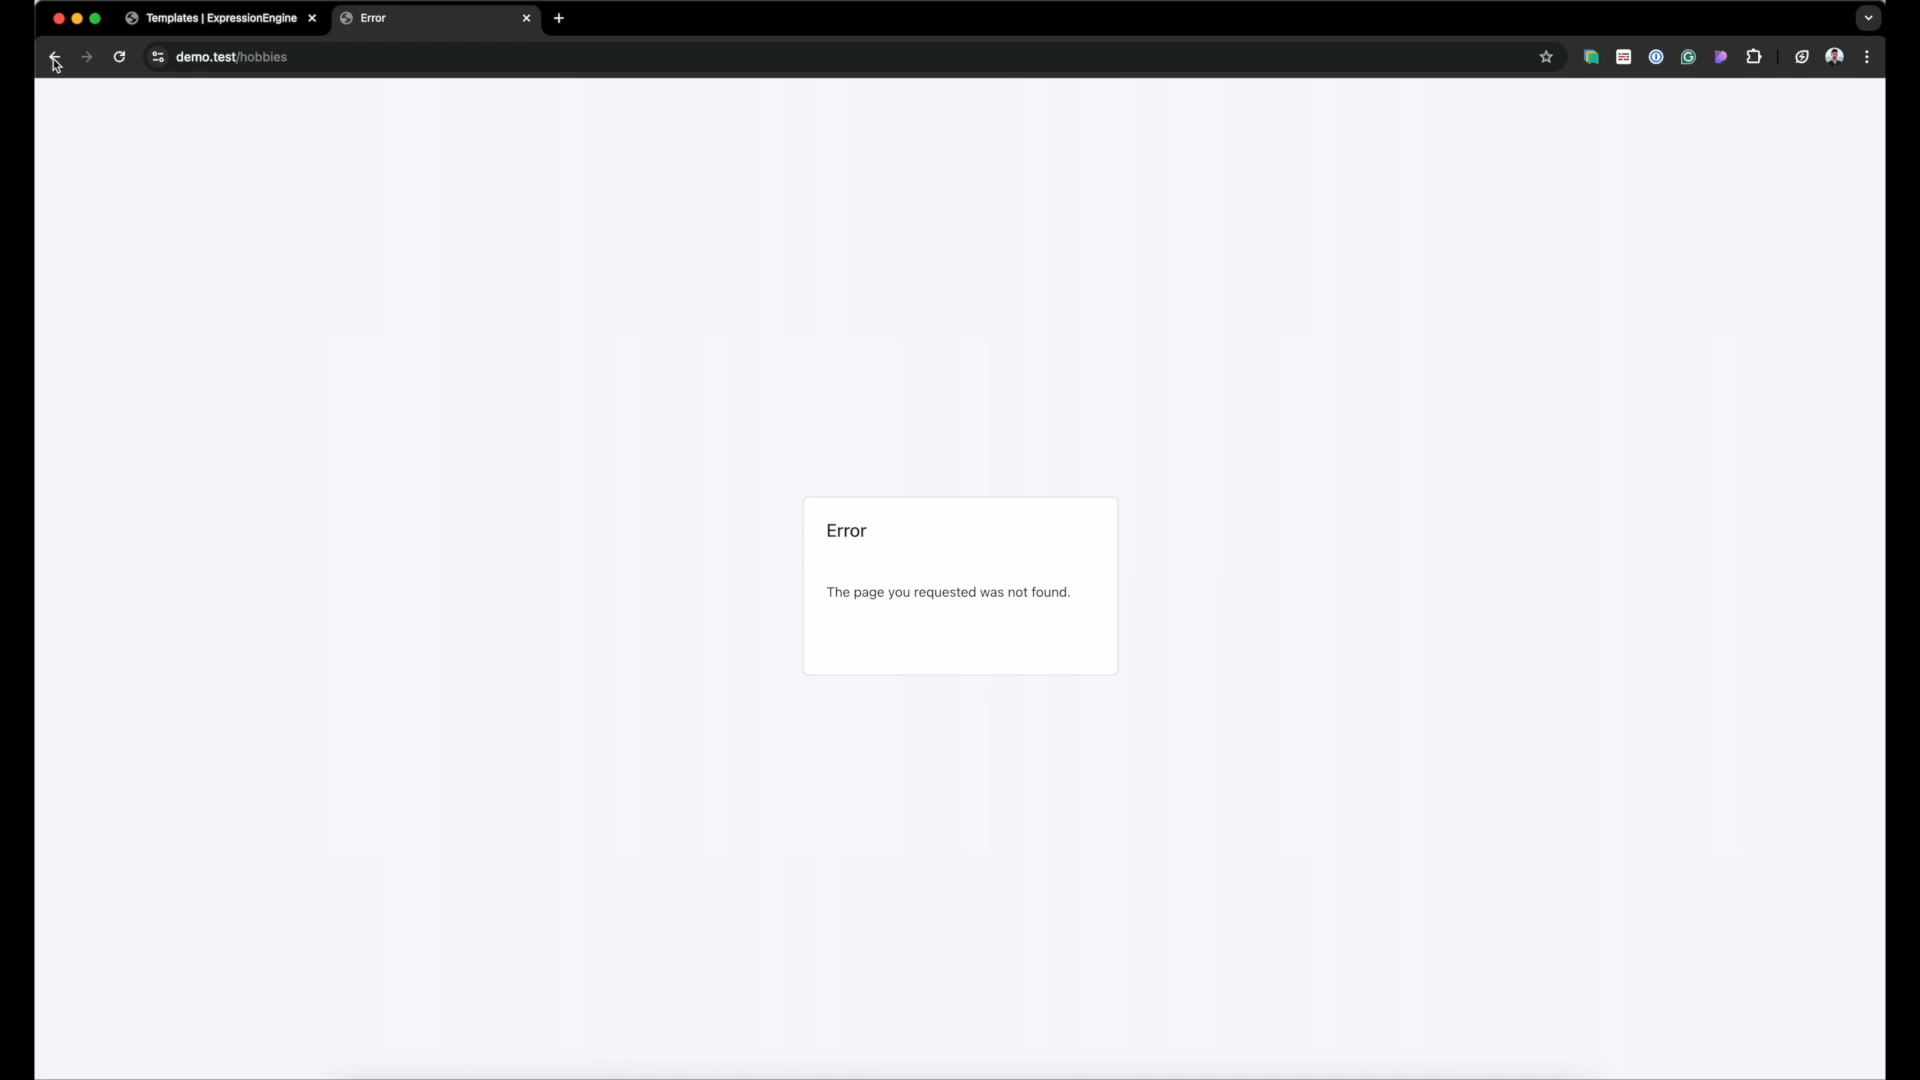 Templates | ExpressionEngine
Error
demo.test/hobbies
Error
The page you requested was not found.